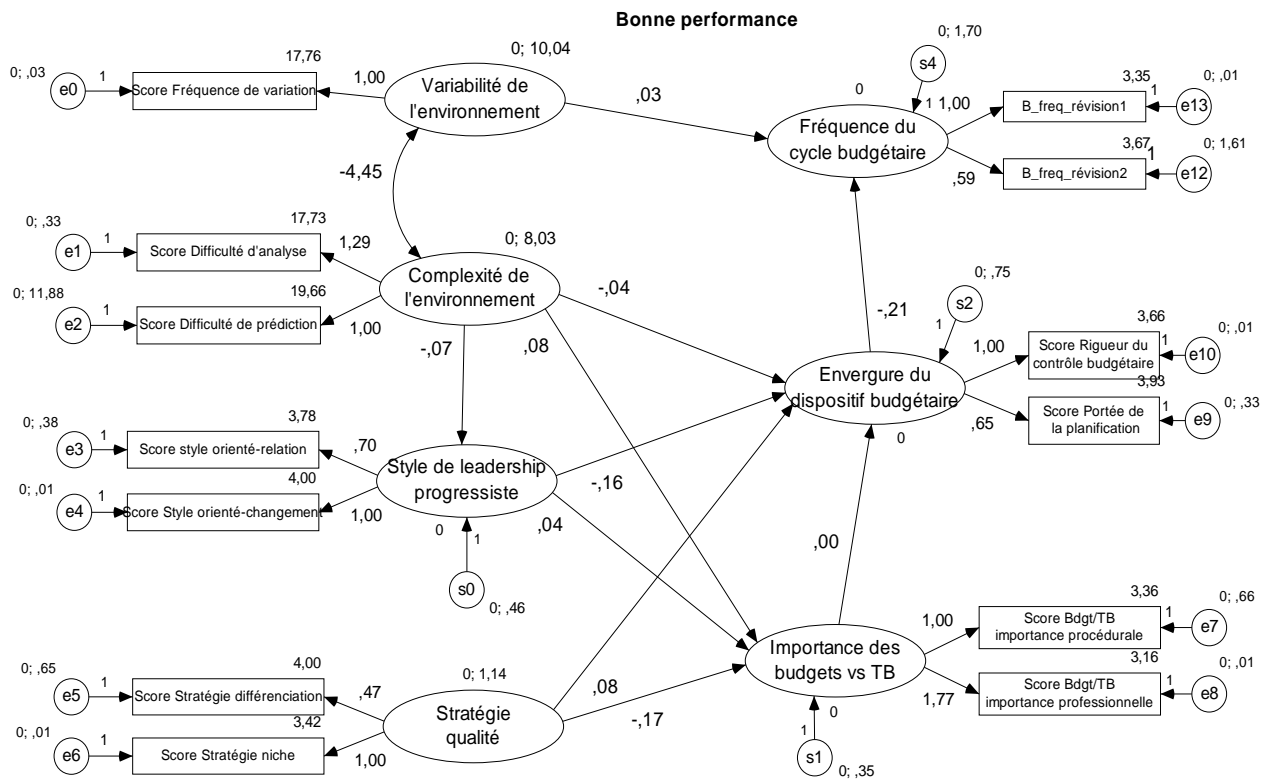 Bonne performance
0; ,03
e0
1
Score Fréquence de variation
17,76
1,00
0; 10,04
Variabilité de
l'environnement
,03
0; 1,70
s4
0
1
Fréquence du
cycle budgétaire
1,00
3,35
B_freq_révision1
1
0; ,01
e13
,59
3,67
B_freq_révision2
1
0; 1,61
e12
-4,45
0; ,33
e1
1
Score Difficulté d'analyse
17,73
1,29
0; 8,03
Complexité de
l'environnement
0; 11,88
e2
1
Score Difficulté de prédiction
19,66
1,00
-,04
-,07
,08
-,21
0; ,75
s2
1
Envergure du
dispositif budgétaire
0
1,00
3,66
Score Rigueur du
contrôle budgétaire
1
0; ,01
e10
,65
3,93
Score Portée de
la planification
1
0; ,33
e9
0; ,38
e3
1
Score style orienté-relation
3,78
,70
Style de leadership
progressiste
0; ,01
e4
1
Score Style orienté-changement
4,00
1,00
0
1
s0
0; ,46
-,16
,04
,00
0; ,65
e5
1
Score Stratégie différenciation
4,00
,47
0; 1,14
Stratégie
qualité
0; ,01
e6
1
Score Stratégie niche
3,42
1,00
,08
-,17
Importance des
budgets vs TB
0
1
s1
0; ,35
1,00
3,36
Score Bdgt/TB
importance procédurale
1
0; ,66
e7
1,77
3,16
Score Bdgt/TB
importance professionnelle
1
0; ,01
e8